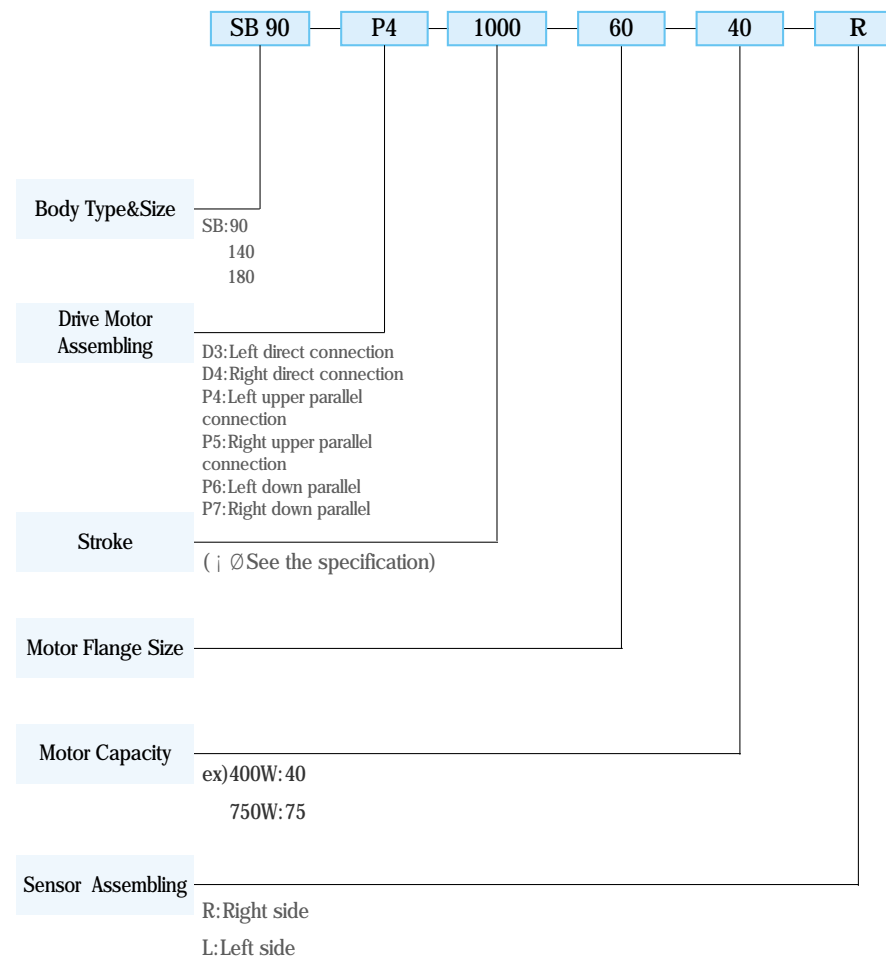 SB 90 P4 1000 60 40 R
Body Type&Size
SB:90
140
180
Drive Motor
Assembling
D3:Left direct connection
D4:Right direct connection
P4:Left upper parallel
connection
P5:Right upper parallel
connection
P6:Left down parallel
P7:Right down parallel
Stroke
( ¡ ØSee the specification)
Motor Flange Size
Motor Capacity
ex)400W:40
750W:75
Sensor Assembling
R:Right side
L:Left side